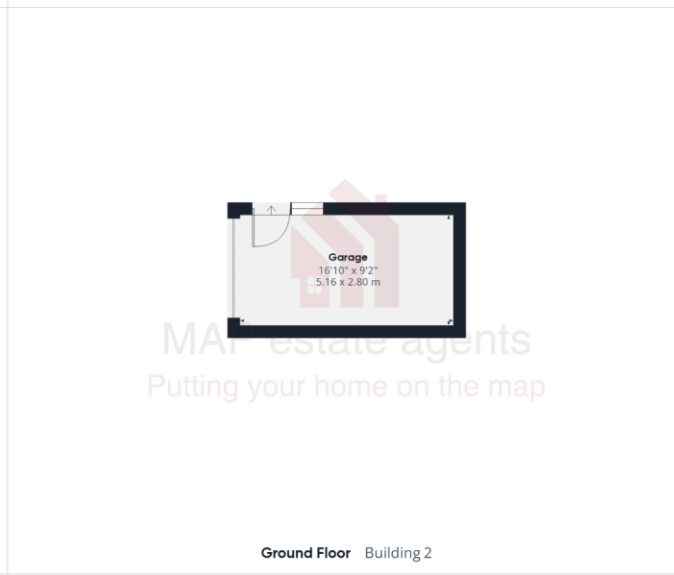 Garage
16'10" x 9'2"
5.16 x 2.80 m
MAP estate agents
Putting your home on the map
Ground Floor Building 2